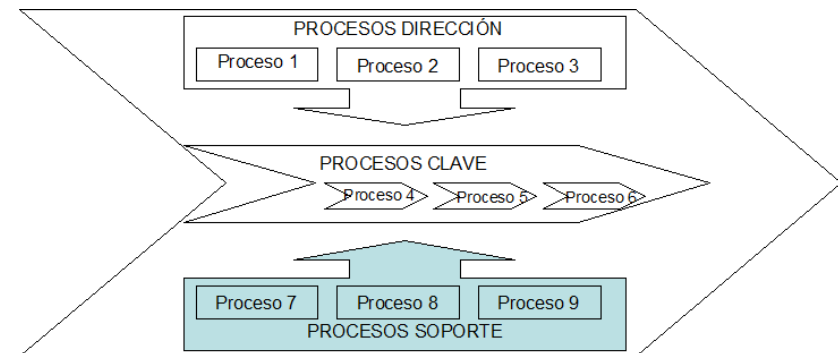 PROCESOS DIRECCIÓN
Proceso 1
Proceso 2
Proceso 3
PROCESOS CLAVE
Proceso 4
Proceso 5
Proceso 6
Proceso 7
Proceso 8
Proceso 9
PROCESOS SOPORTE